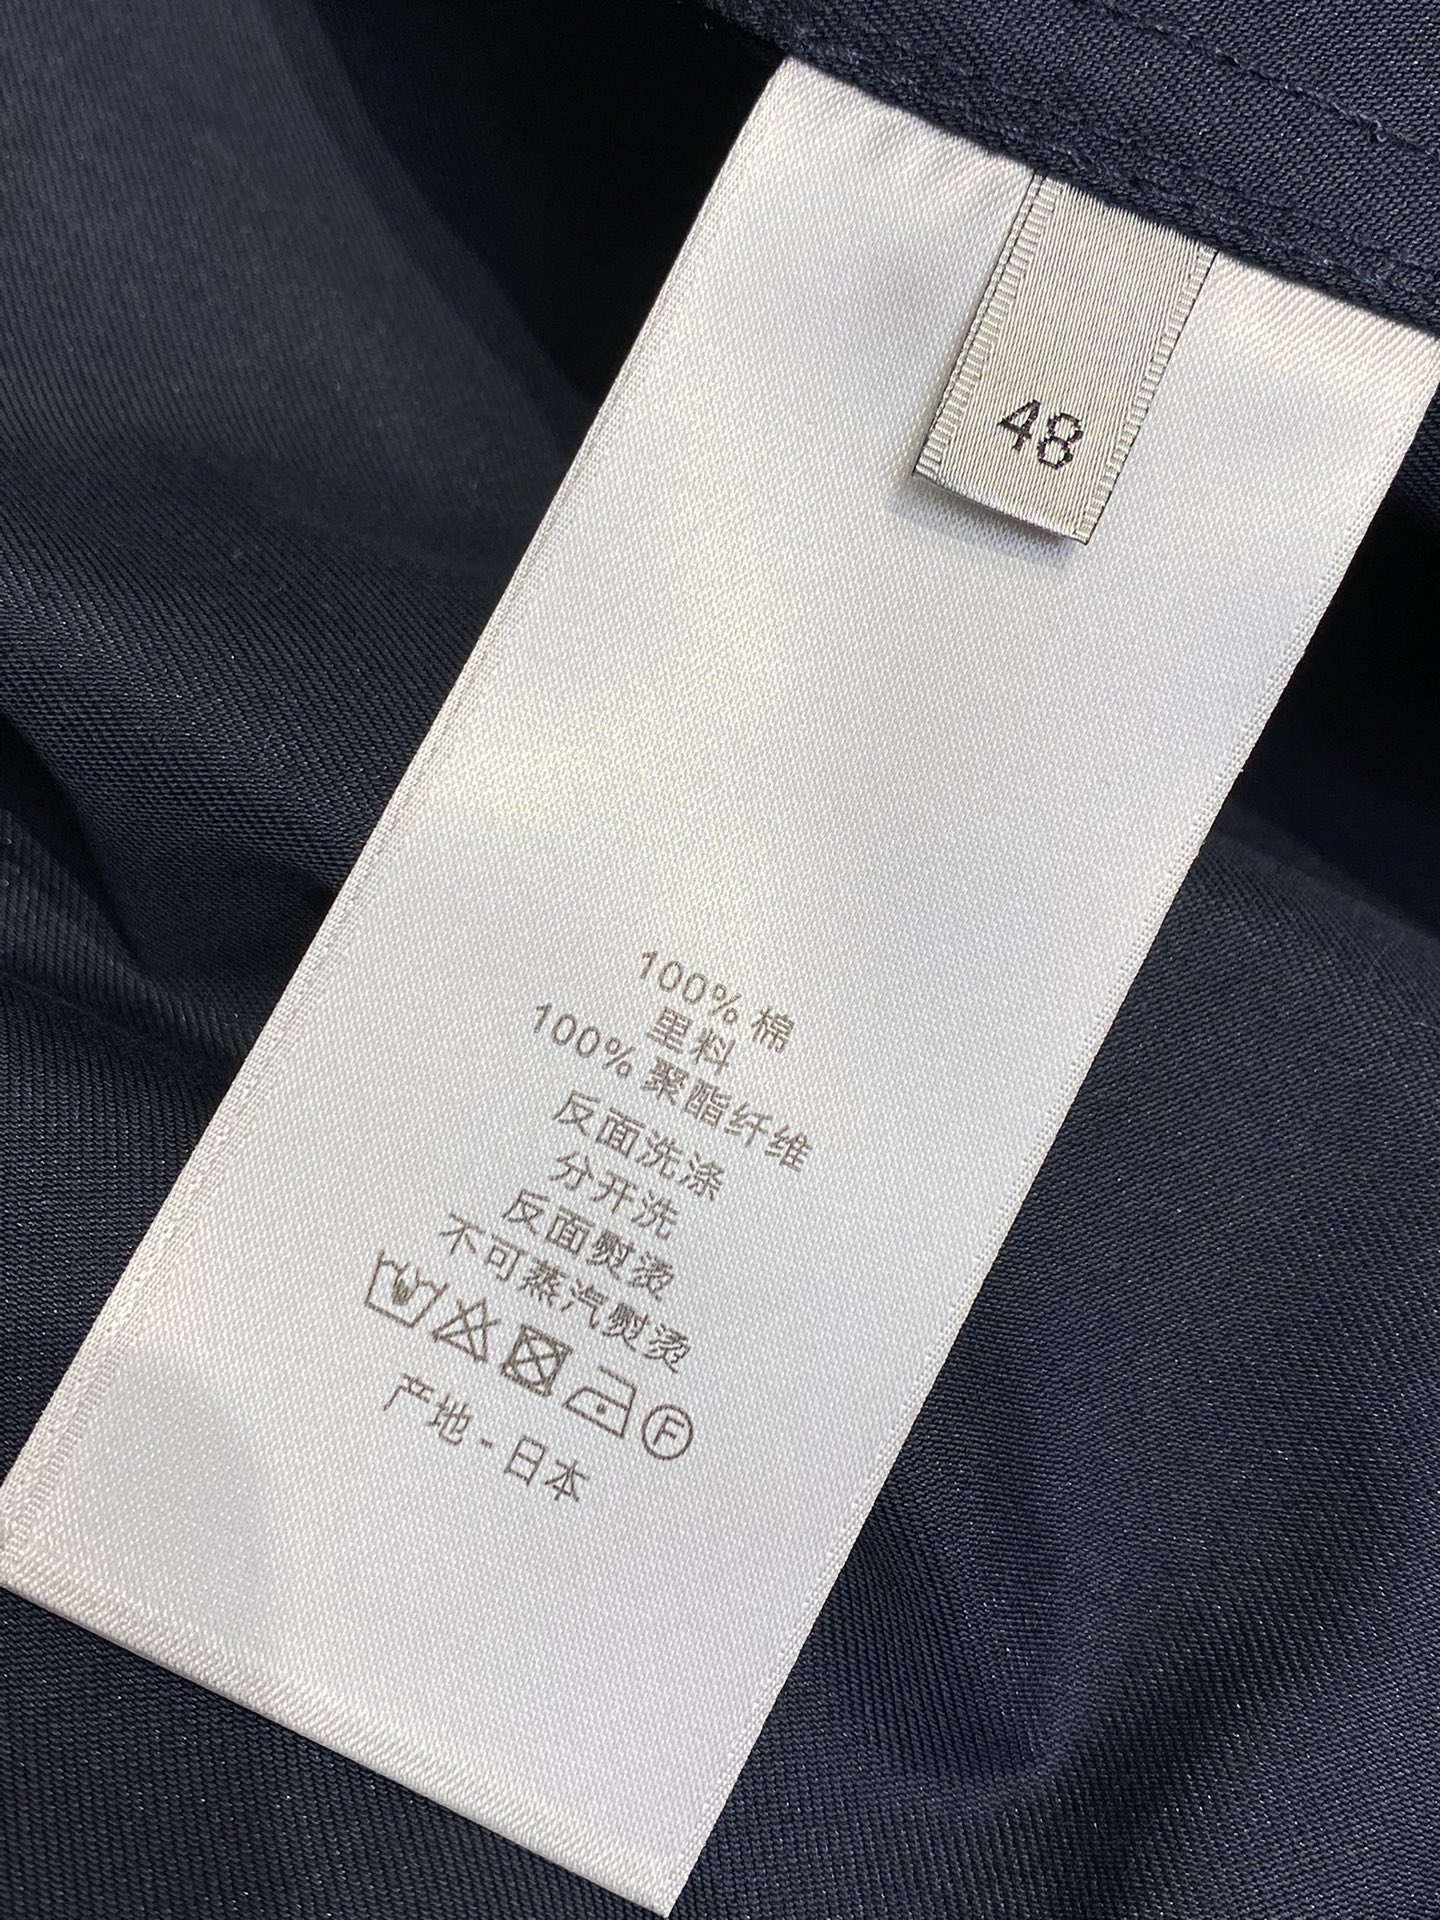 48
100% 棉
里料
100% 聚酯纤维
反面洗涤
分开洗
反面熨烫
不可蒸汽熨烫
F
产地 - 日本